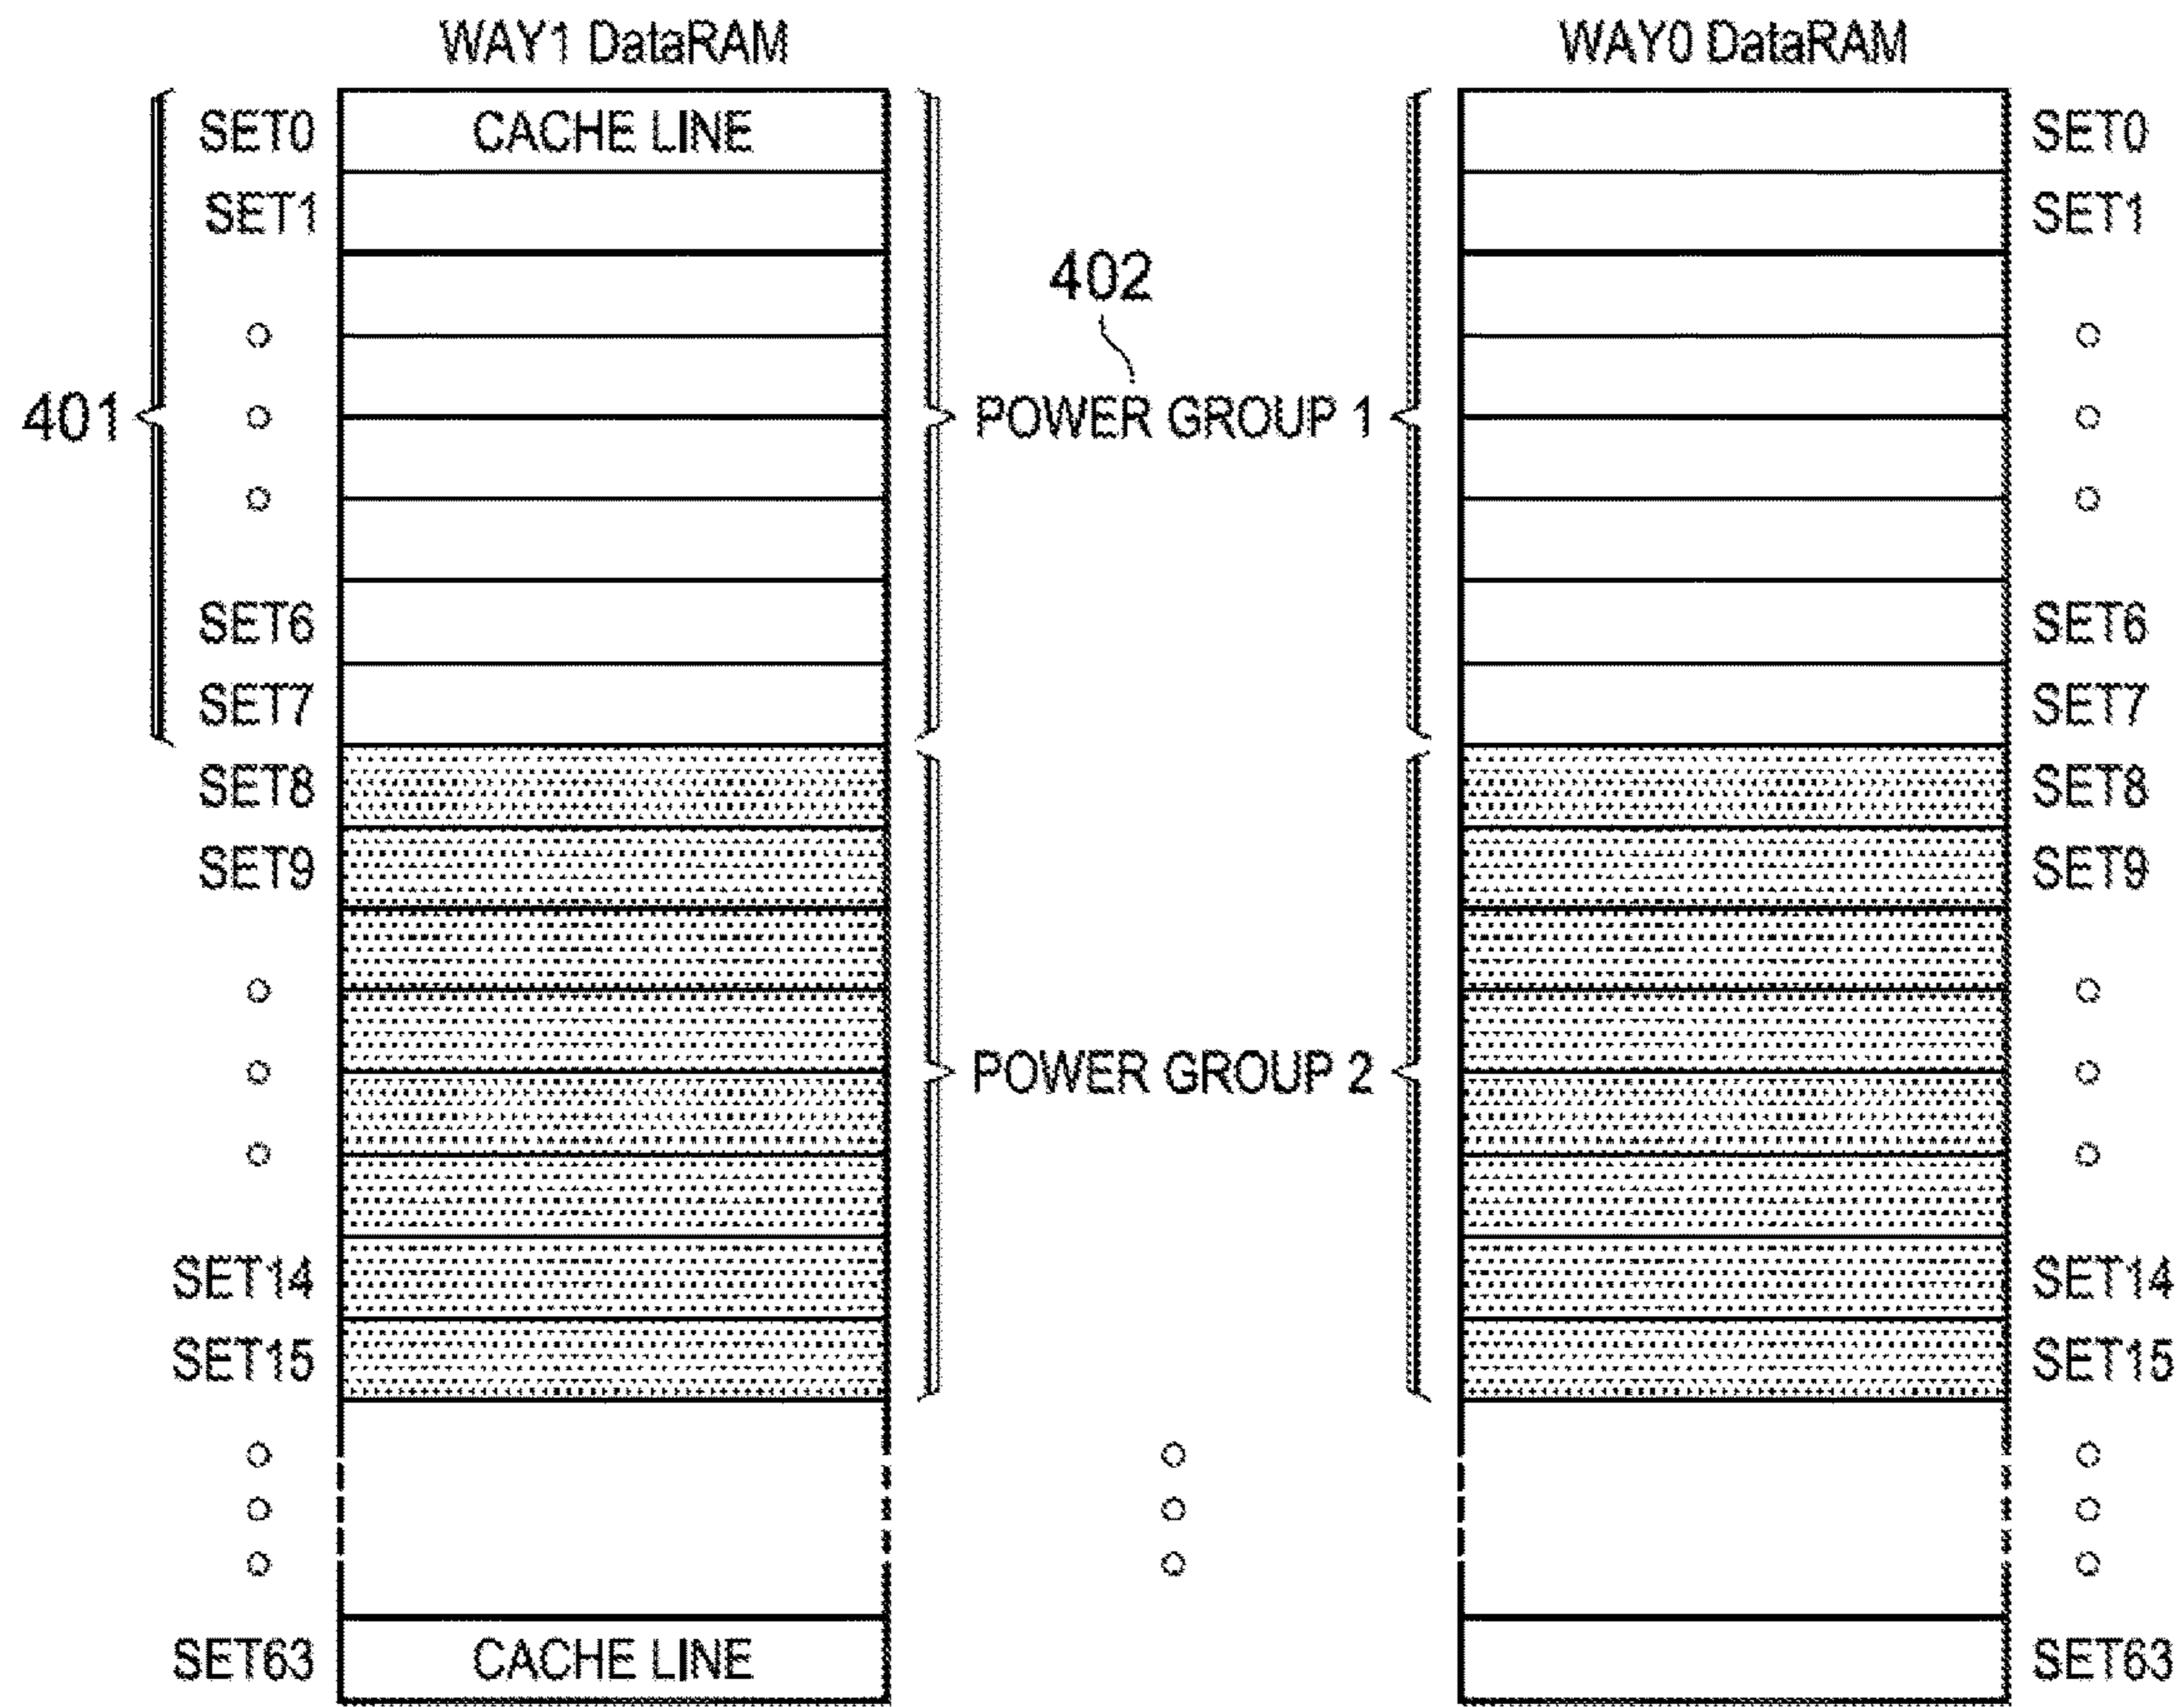 WAY1 DataRAM WAY0 DataRAM
SET0 CACHE LINE SET0
SET1 SET1
402
401 POWER GROUP 1
SET6 SET6
SET7 SET7
SET8 SET8
SET9 SET9
POWER GROUP 2
SET14 SET14
SET15 SET15
SET63 CACHE LINE SET63